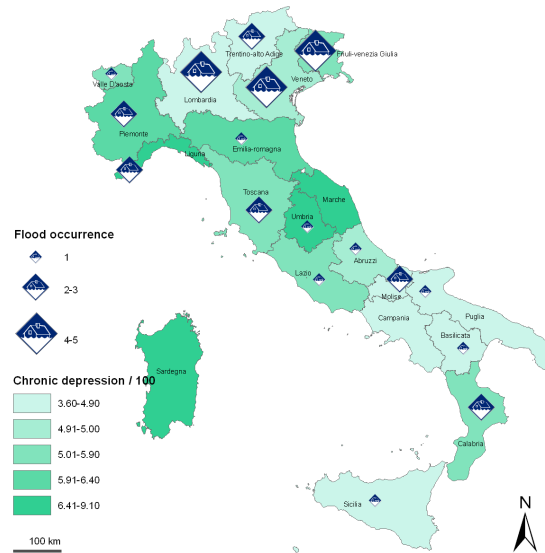 Trentino-alto Adige
Friuli-venezia Giulia
Valle D'aosta
Veneto
Lombardia
Piemonte
Emilia-romagna
Liguria
Toscana
Marche
Umbria
Flood occurrence
1
2-3
4-5
Abruzzi
Lazio
Molise
Campania
Puglia
Basilicata
Sardegna
Chronic depression / 100
3.60-4.90
4.91-5.00
5.01-5.90
5.91-6.40
6.41-9.10
Calabria
Sicilia
N
100 km